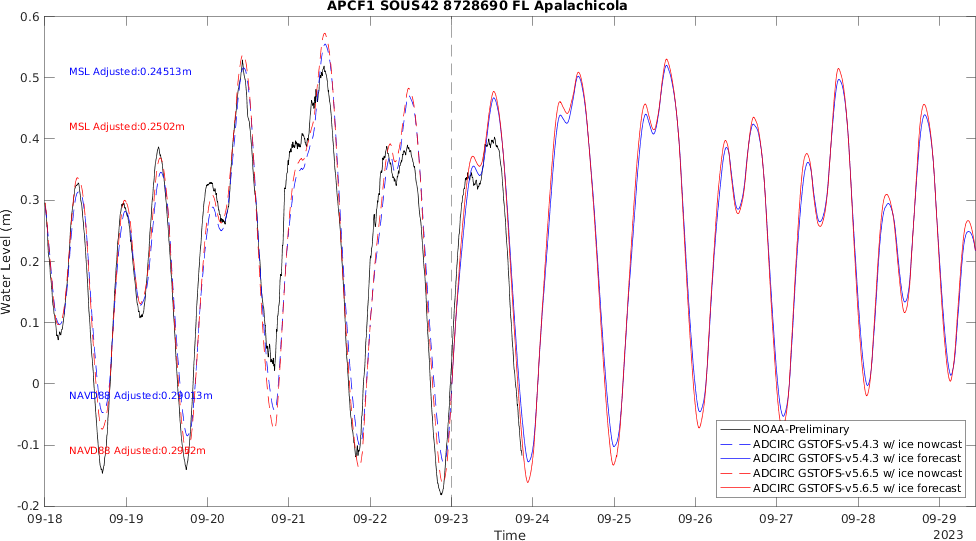 APCF1 SOUS42 8728690 FL Apalachicola
Water Level (m)
0.6
0.5
0.4
0.3
0.2
0.1
0
-0.1
-0.2
MSL Adjusted:0.24513m
MSL Adjusted:0.2502m
NAVD88 Adjusted:0.29013m
NAVD88 Adjusted:0.2952m
NOAA-Preliminary
ADCIRC GSTOFS-v5.4.3 w/ ice nowcast
ADCIRC GSTOFS-v5.4.3 w/ ice forecast
ADCIRC GSTOFS-v5.6.5 w/ ice nowcast
ADCIRC GSTOFS-v5.6.5 w/ ice forecast
09-18 09-19 09-20 09-21 09-22 09-23 09-24 09-25 09-26 09-27 09-28 09-29
Time
2023